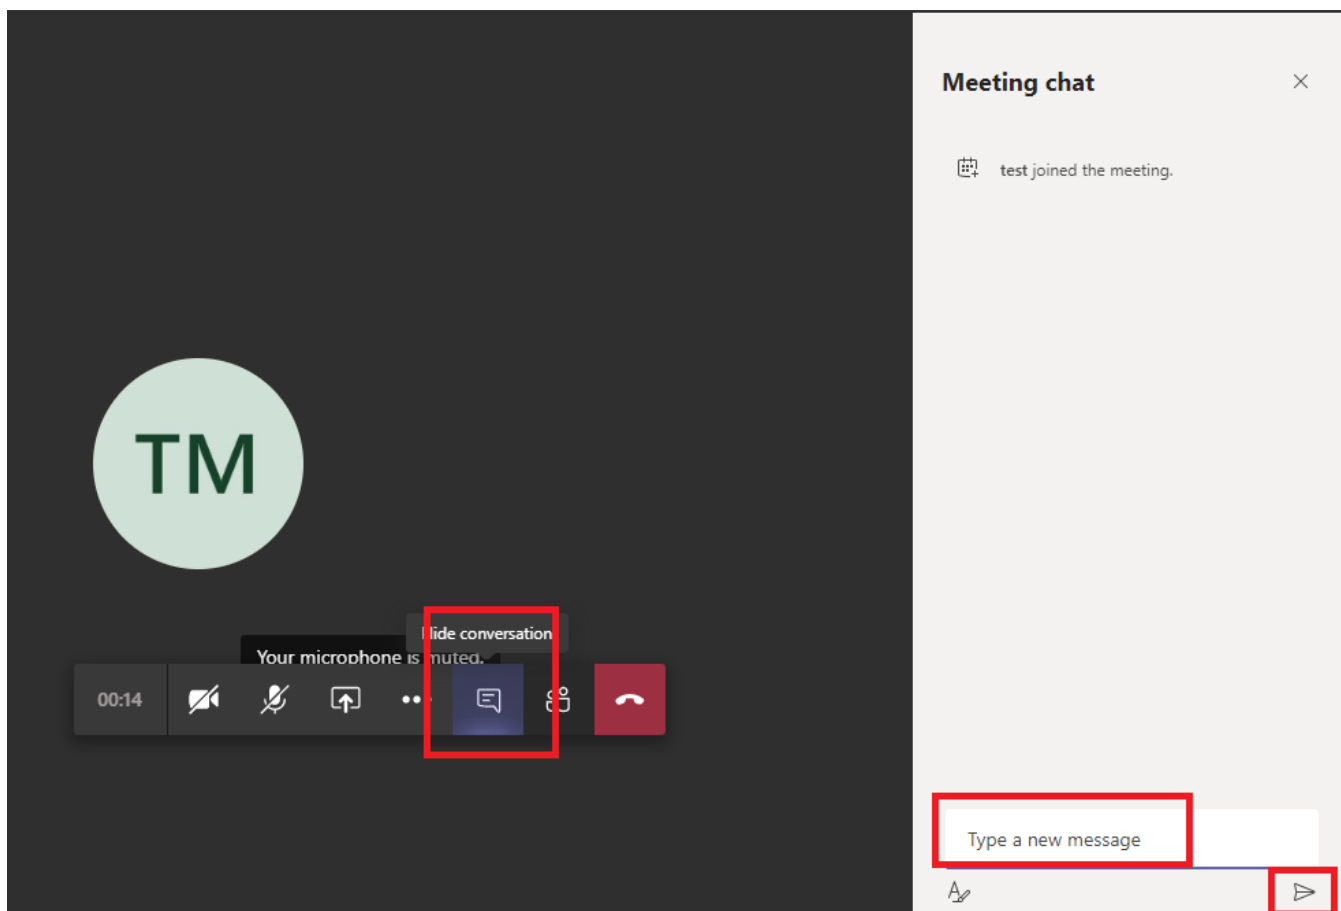 Meeting chat
test joined the meeting.
TM
Hide conversation
Your microphone is muted.
00:14
Type a new message